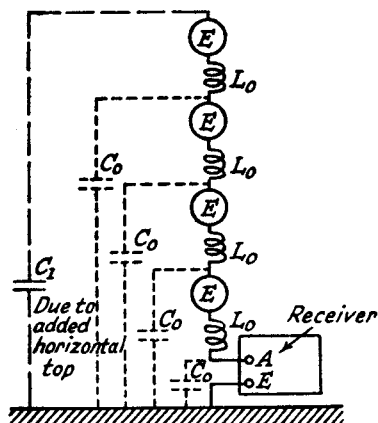 E
L₀
E
C₀
L₀
E
C₀
L₀
C₁
E
Due to
added
horizontal
top
C₀
L₀
Receiver
C₀
A
E